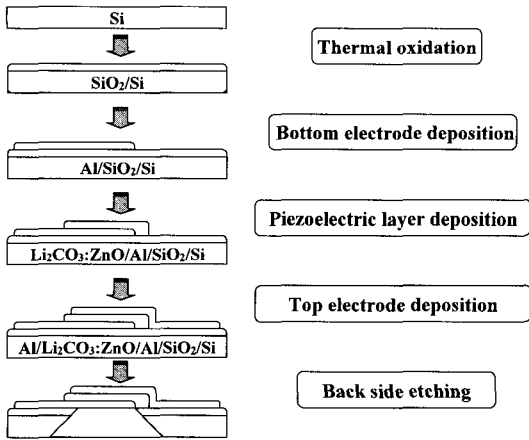 Si
Thermal oxidation
SiO₂/Si
Bottom electrode deposition
Al/SiO₂/Si
Piezoelectric layer deposition
Li₂CO₃:ZnO/Al/SiO₂/Si
Top electrode deposition
Al/Li₂CO₃:ZnO/Al/SiO₂/Si
Back side etching